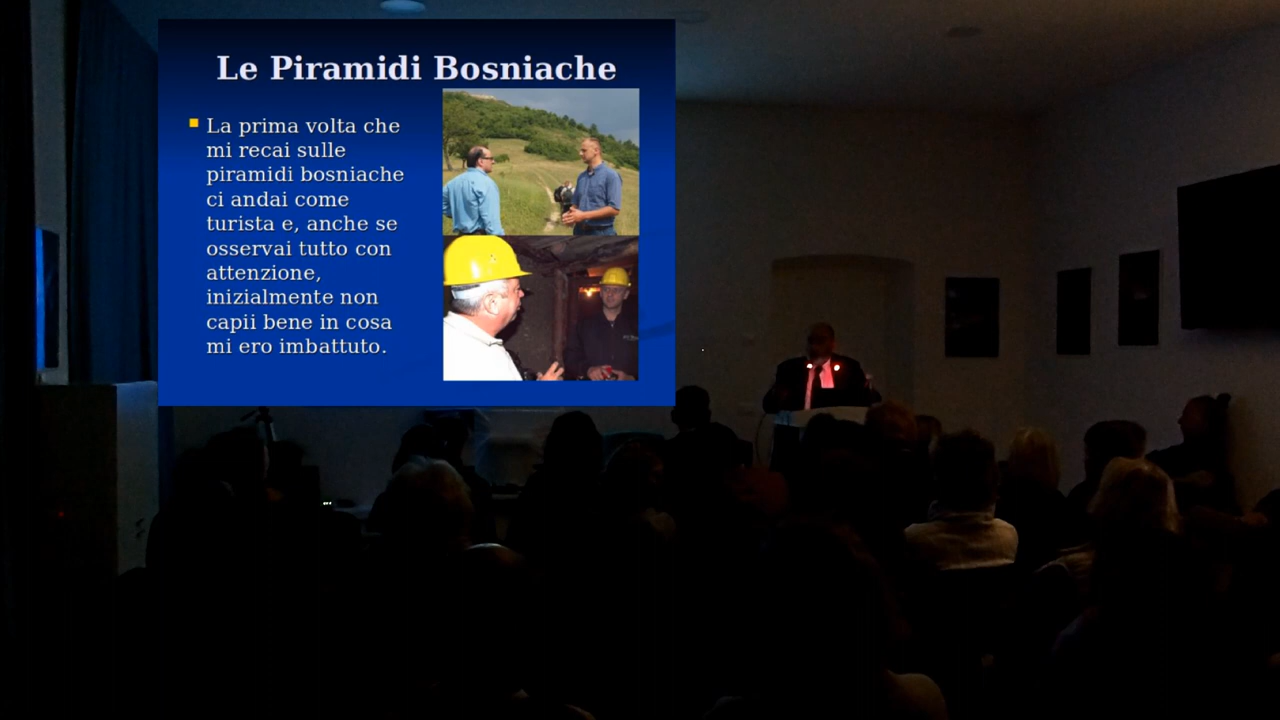 Le Piramidi Bosniache
La prima volta che
mi recai sulle
piramidi bosniache
ci andai come
turista e, anche se
osservai tutto con
attenzione,
inizialmente non
capii bene in cosa
mi ero imbattuto.